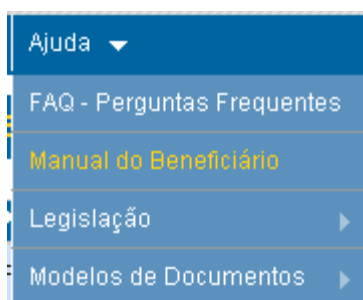 Ajuda
FAQ - Perguntas Frequentes
Manual do Beneficiário
Legislação
Modelos de Documentos